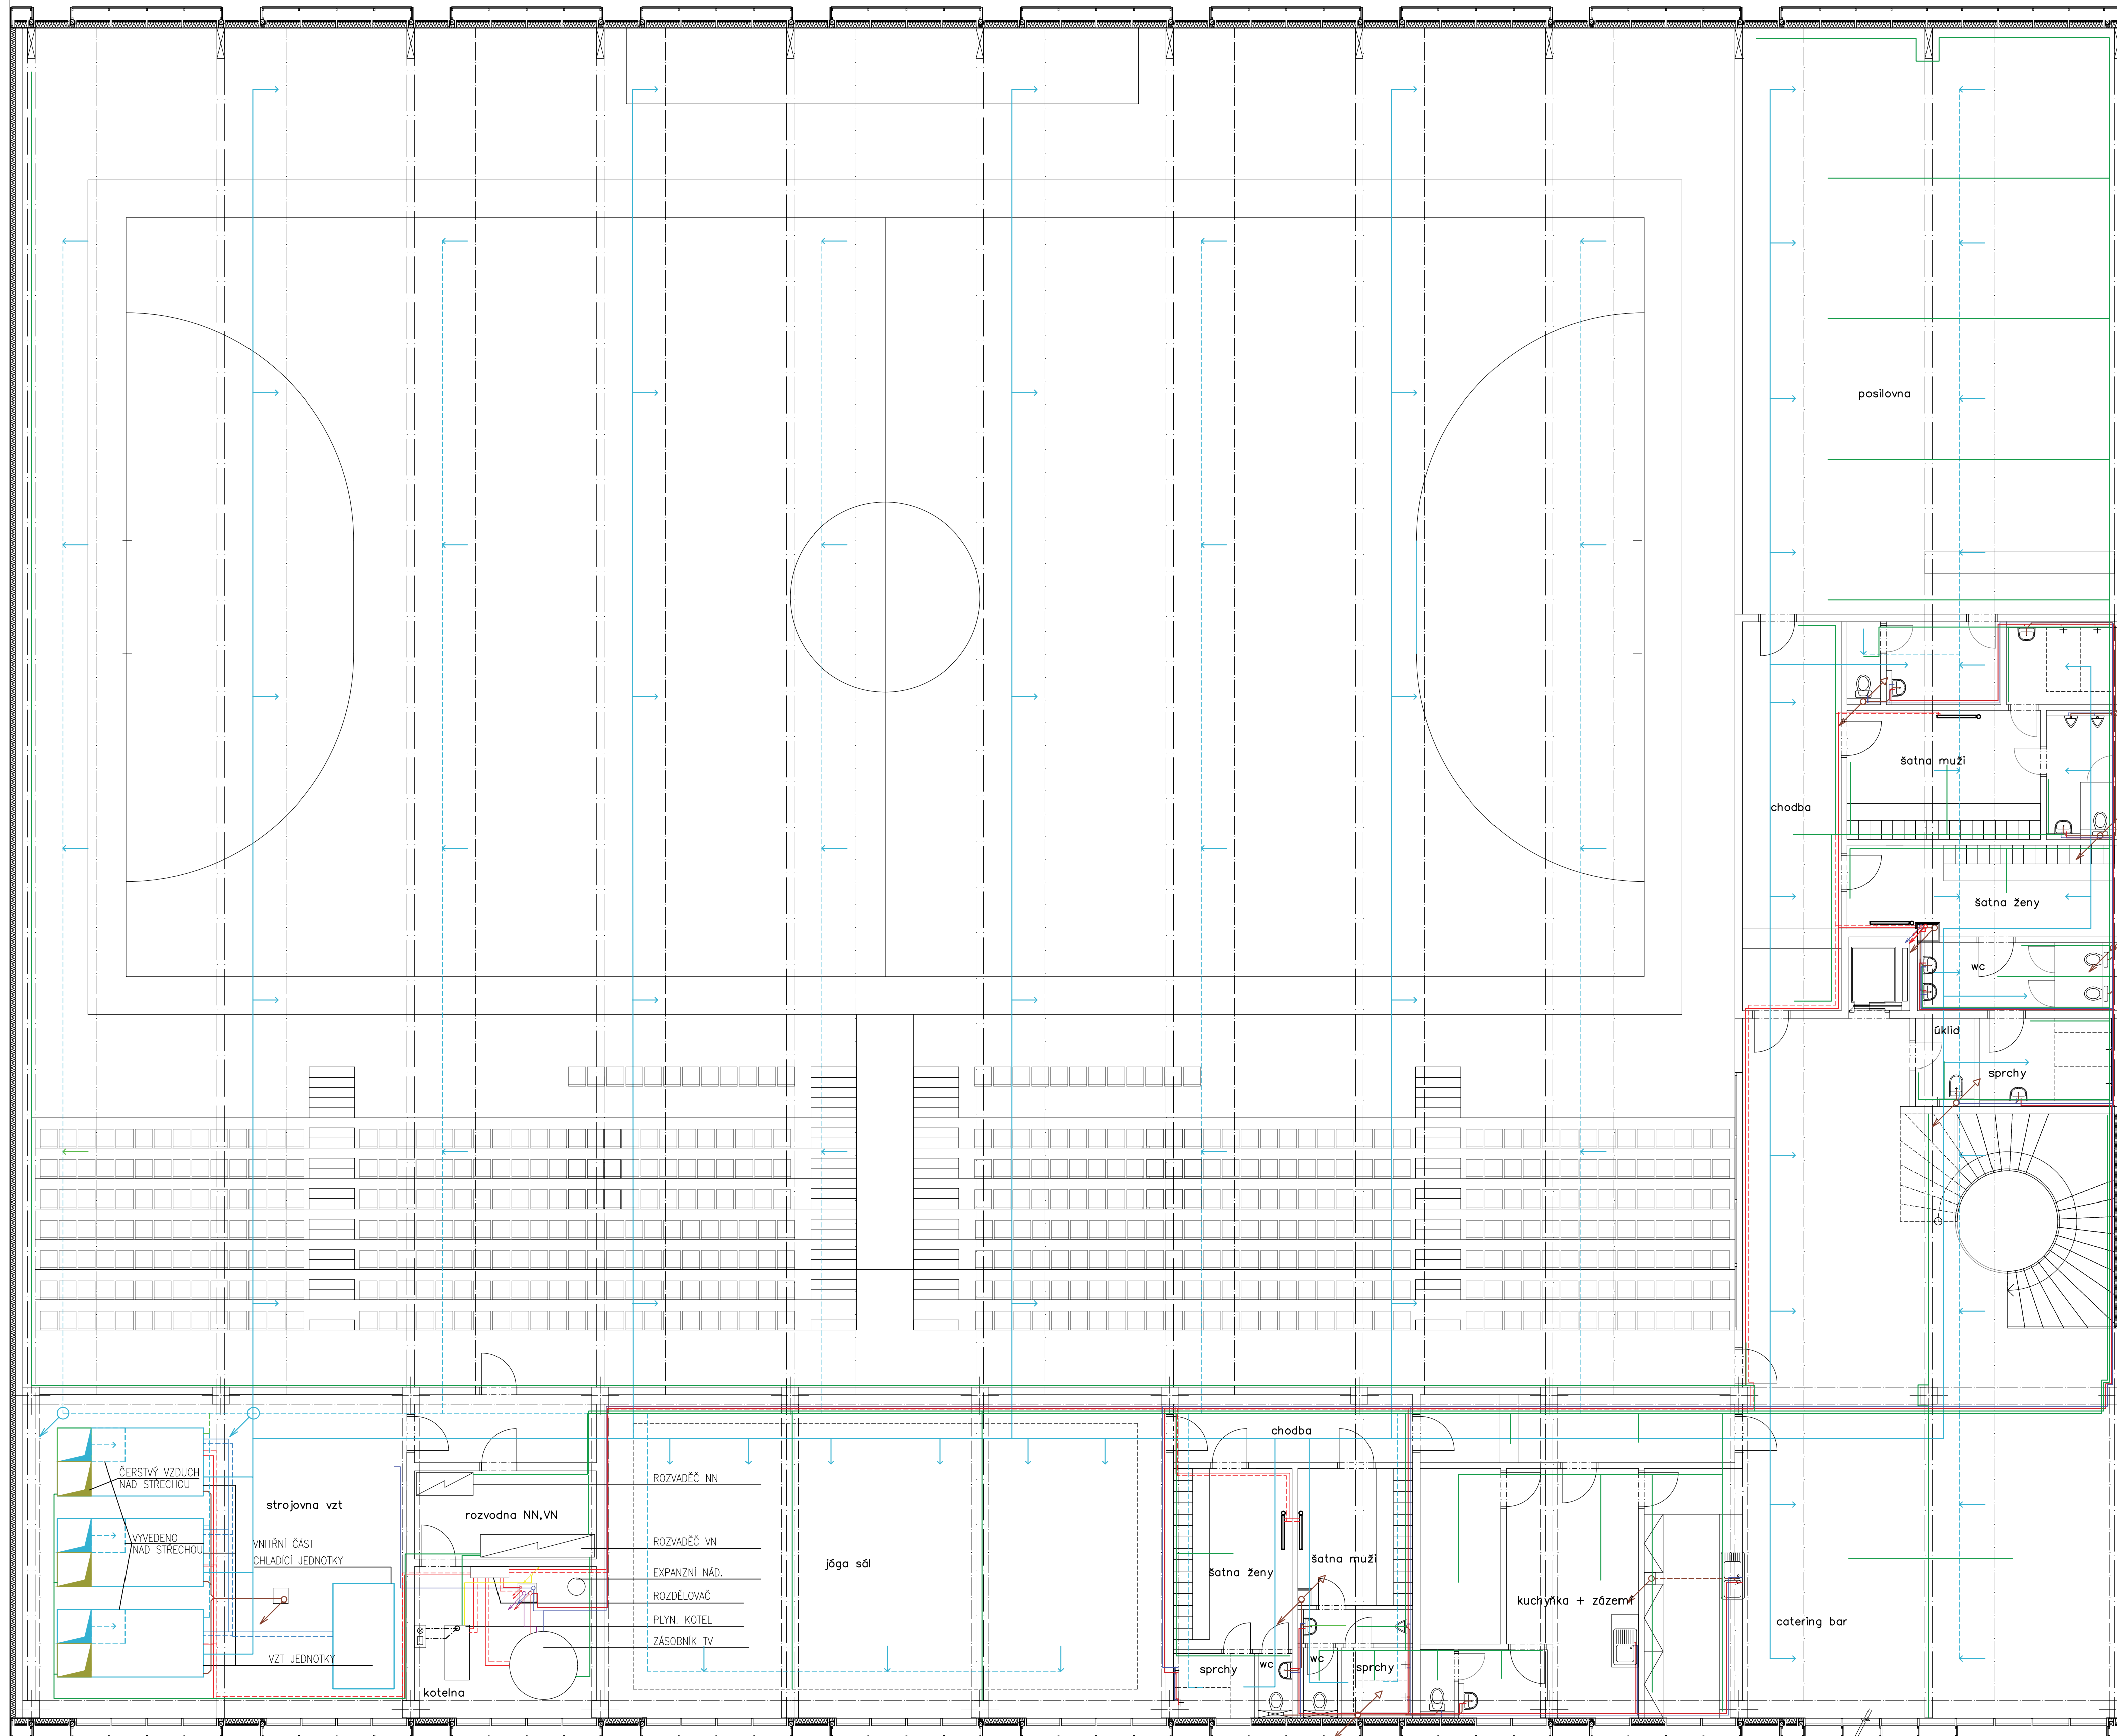 posilovna
šatna muži
chodba
šatna ženy
wc
úklid
sprchy
chodba
ČERSTVÝ VZDUCH
NAD STŘECHOU
strojovna vzt
VYVEDENO
NAD STŘECHOU
VNITŘNÍ ČÁST
CHLADÍCÍ JEDNOTKY
VZT JEDNOTKY
rozvodna NN,VN
kotelna
ROZVADĚČ NN
ROZVADĚČ VN
EXPANZNÍ NÁD.
ROZDĚLOVAČ
PLYN. KOTEL
ZÁSOBNÍK TV
jóga sál
šatna ženy
šatna muži
sprchy
wc
wc
sprchy
kuchyňka + zázemí
catering bar